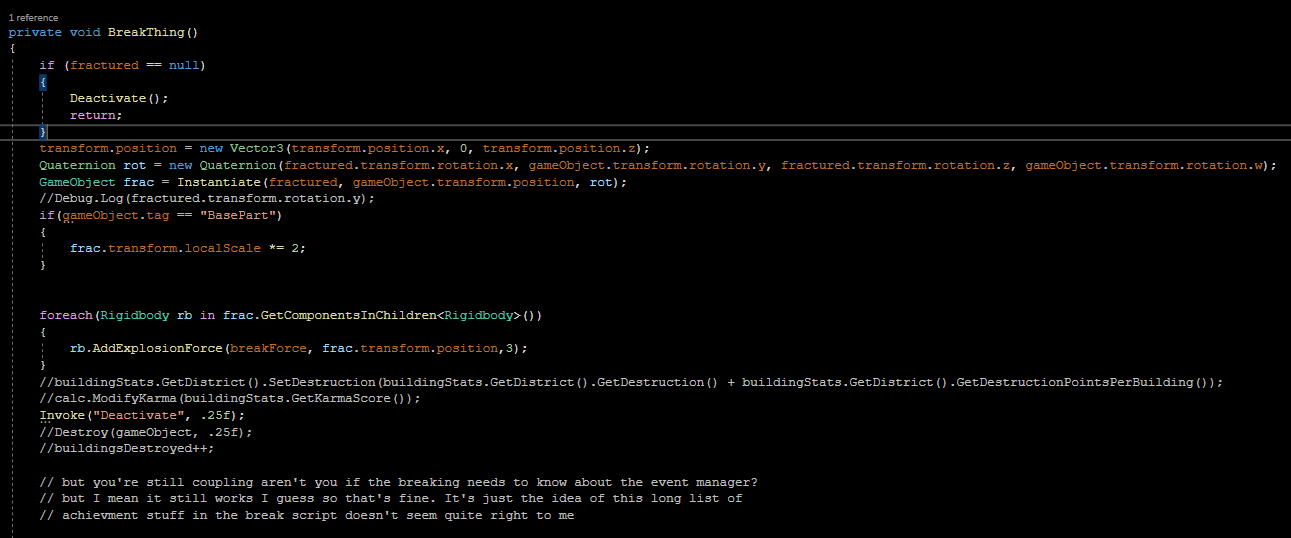 1 reference
private void BreakThing()
{
if (fractured == null)
{
Deactivate();
return;
}
transform.position = new Vector3(transform.position.x, 0, transform.position.z);
Quaternion rot = new Quaternion(fractured.transform.rotation.x, gameObject.transform.rotation.y, fractured.transform.rotation.z, gameObject.transform.rotation.w);
GameObject frac = Instantiate(fractured, gameObject.transform.position, rot);
//Debug.Log(fractured.transform.rotation.y);
if(gameObject.tag == "BasePart")
{
frac.transform.localScale *= 2;
}
foreach(Rigidbody rb in frac.GetComponentsInChildren<Rigidbody>())
{
rb.AddExplosionForce(breakForce, frac.transform.position,3);
}
//buildingStats.GetDistrict().SetDestruction(buildingStats.GetDistrict().GetDestruction() + buildingStats.GetDistrict().GetDestructionPointsPerBuilding());
//calc.ModifyKarma(buildingStats.GetKarmaScore());
Invoke("Deactivate", .25f);
//Destroy(gameObject, .25f);
//buildingsDestroyed++;
// but you're still coupling aren't you if the breaking needs to know about the event manager?
// but I mean it still works I guess so that's fine. It's just the idea of this long list of
// achievment stuff in the break script doesn't seem quite right to me